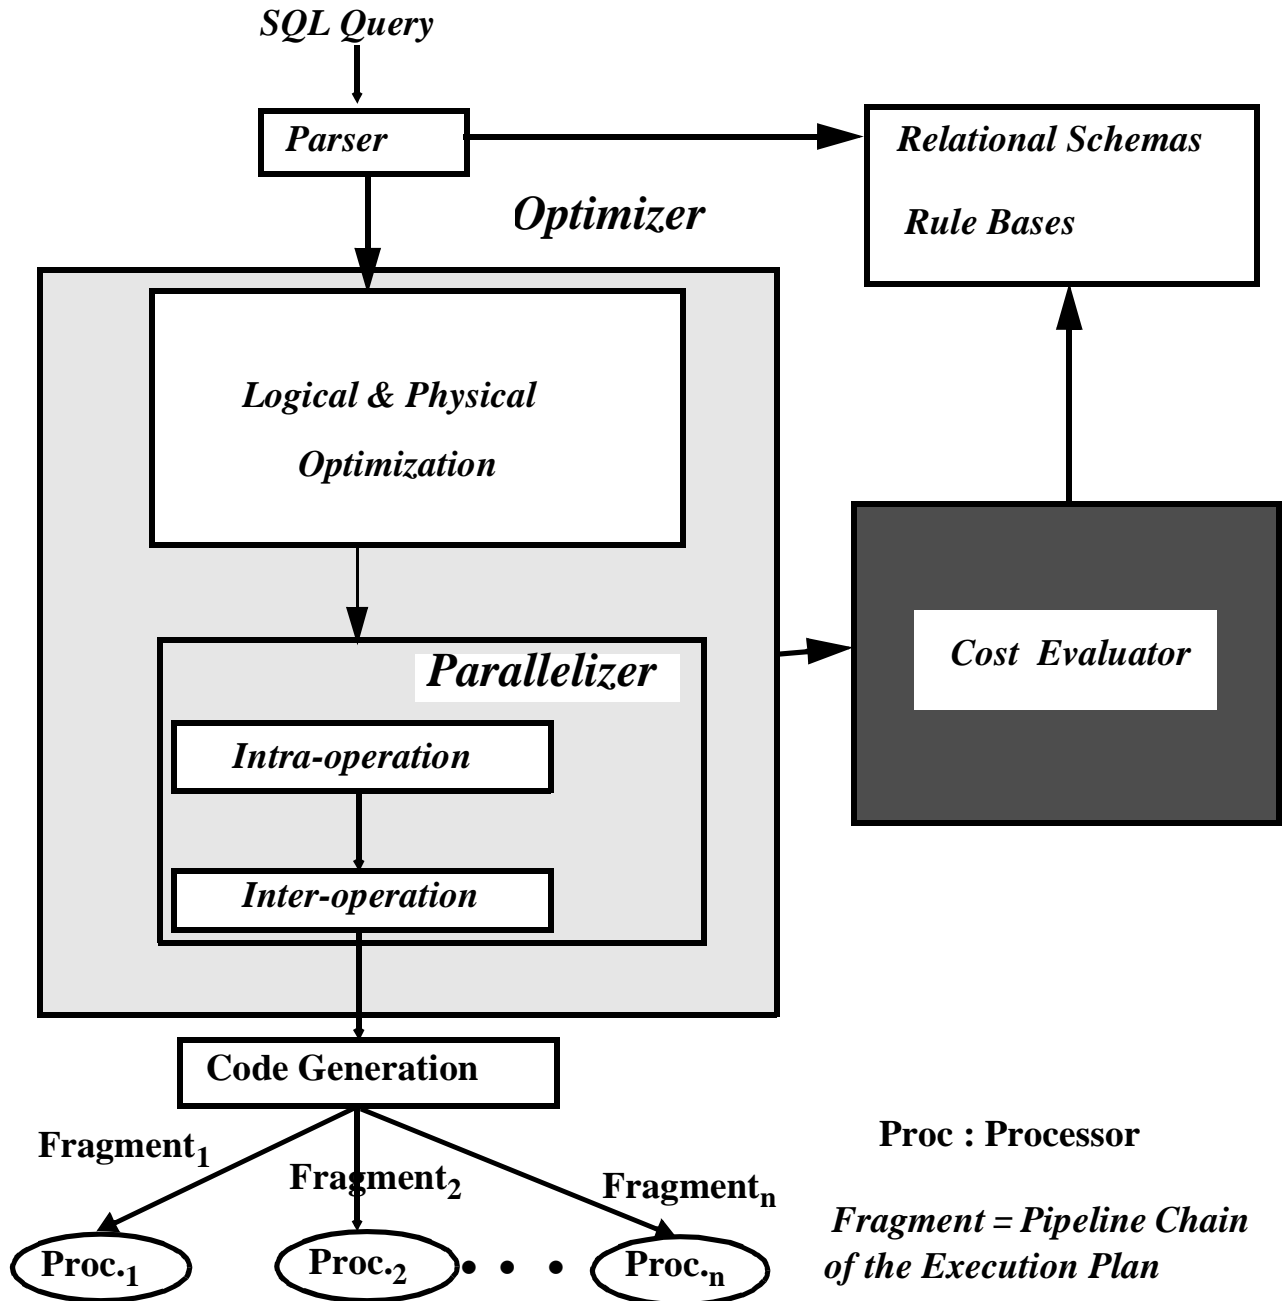 SQL Query
Parser
Relational Schemas
Rule Bases
Optimizer
Logical & Physical
Optimization
Parallelizer
Cost Evaluator
Intra-operation
Inter-operation
Code Generation
Fragment1
Fragment2
Fragmentn
Proc : Processor
Fragment = Pipeline Chain
of the Execution Plan
Proc.1
Proc.2
Proc.n